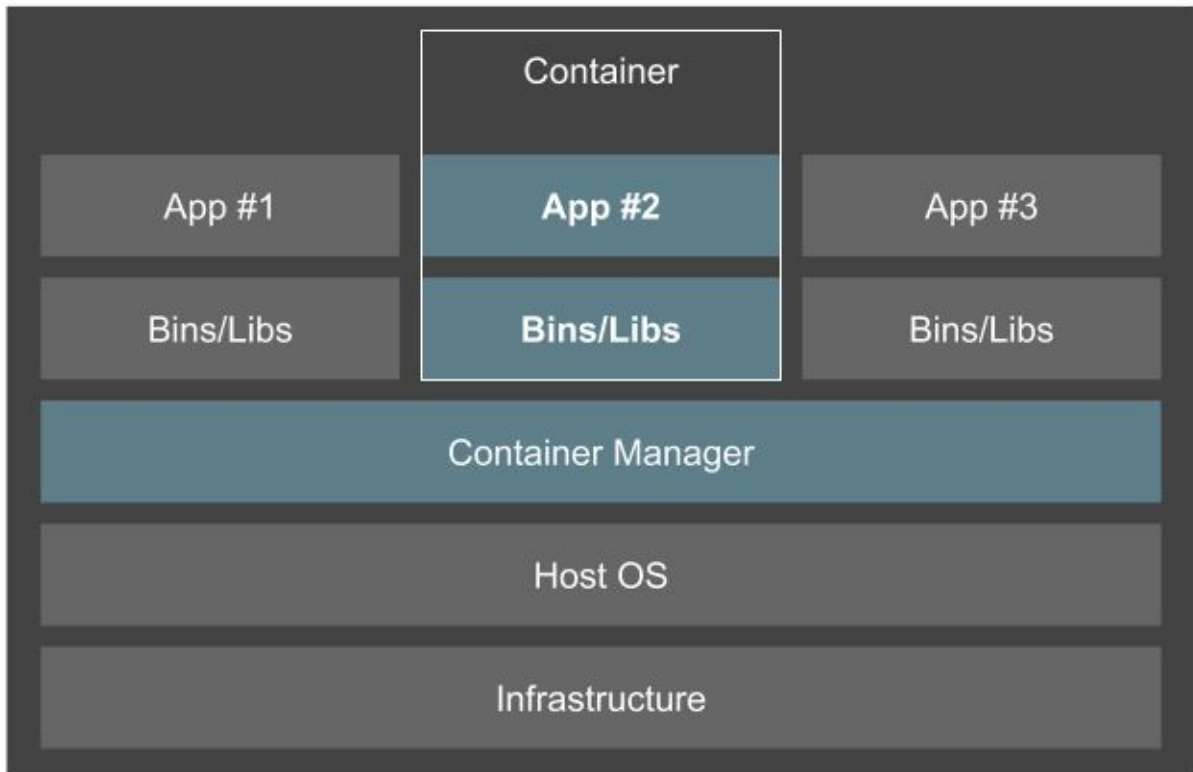 Container
App #1
App #2
App #3
Bins/Libs
Bins/Libs
Bins/Libs
Container Manager
Host OS
Infrastructure